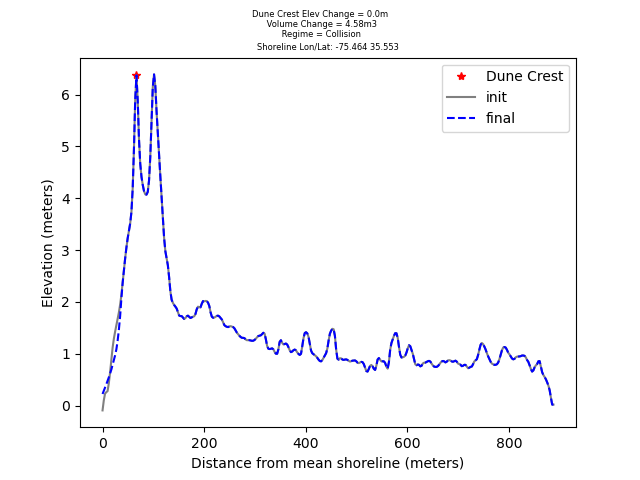 Dune Crest Elev Change = 0.0m
Volume Change = 4.58m3
Regime = Collision
Shoreline Lon/Lat: -75.464 35.553
Dune Crest
init
final
6
5
4
3
2
1
0
Elevation (meters)
0 200 400 600 800
Distance from mean shoreline (meters)